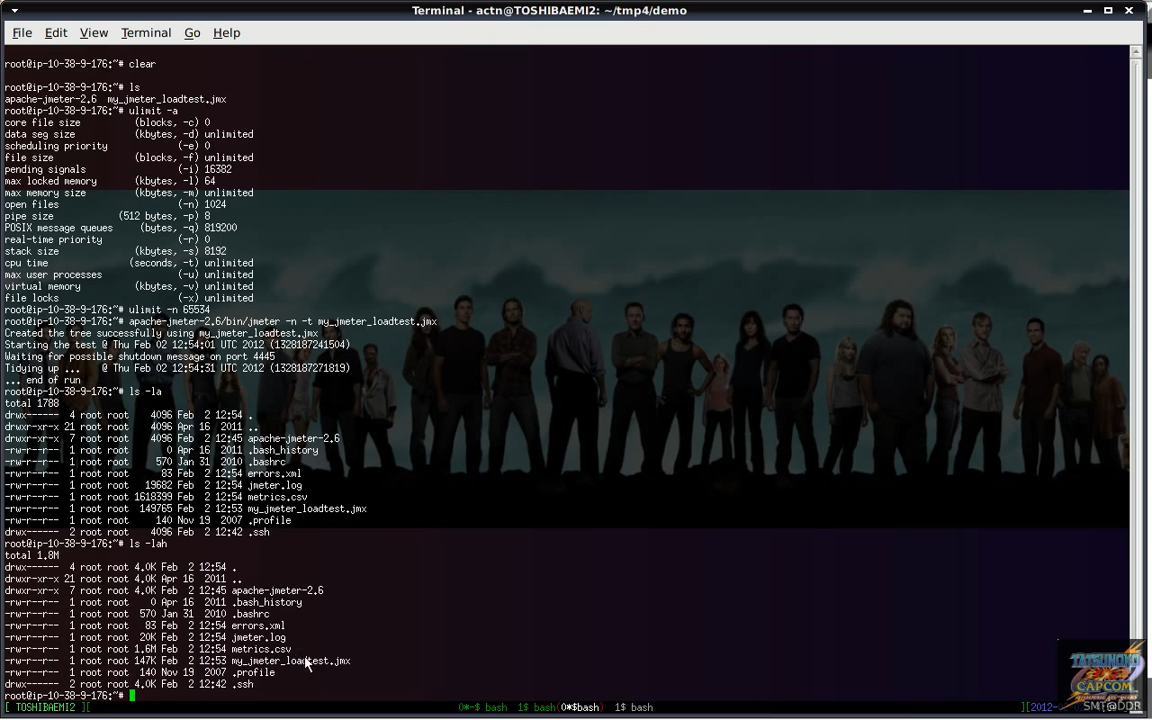 Terminal - actn@TOSHIBAEMI2: ~/tmp4/demo
File Edit View Terminal Go Help
root@ip-10-38-9-176:~# clear
root@ip-10-38-9-176:~# ls
apache-jmeter-2.6  my_jmeter_loadtest.jmx
root@ip-10-38-9-176:~# ulimit -a
core file size          (blocks, -c) 0
data seg size           (kbytes, -d) unlimited
scheduling priority             (-e) 0
file size               (blocks, -f) unlimited
pending signals                 (-i) 16382
max locked memory       (kbytes, -l) 64
max memory size         (kbytes, -m) unlimited
open files                      (-n) 1024
pipe size            (512 bytes, -p) 8
POSIX message queues     (bytes, -q) 819200
real-time priority              (-r) 0
stack size              (kbytes, -s) 8192
cpu time               (seconds, -t) unlimited
max user processes              (-u) unlimited
virtual memory          (kbytes, -v) unlimited
file locks                      (-x) unlimited
root@ip-10-38-9-176:~# ulimit -n 65534
root@ip-10-38-9-176:~# apache-jmeter-2.6/bin/jmeter -n -t my_jmeter_loadtest.jmx
Created the tree successfully using my_jmeter_loadtest.jmx
Starting the test @ Thu Feb 02 12:54:01 UTC 2012 (1328187241504)
Waiting for possible shutdown message on port 4445
Tidying up ...    @ Thu Feb 02 12:54:31 UTC 2012 (1328187271819)
... end of run
root@ip-10-38-9-176:~# ls -la
total 1788
drwx------  4 root root    4096 Feb  2 12:54 .
drwxr-xr-x 21 root root    4096 Apr 16  2011 ..
drwxr-xr-x  7 root root    4096 Feb  2 12:45 apache-jmeter-2.6
-rw-r--r--  1 root root       0 Apr 16  2011 .bash_history
-rw-r--r--  1 root root     570 Jan 31  2010 .bashrc
-rw-r--r--  1 root root      83 Feb  2 12:54 errors.xml
-rw-r--r--  1 root root   19682 Feb  2 12:54 jmeter.log
-rw-r--r--  1 root root 1618399 Feb  2 12:54 metrics.csv
-rw-r--r--  1 root root  149765 Feb  2 12:53 my_jmeter_loadtest.jmx
-rw-r--r--  1 root root     140 Nov 19  2007 .profile
drwx------  2 root root    4096 Feb  2 12:42 .ssh
root@ip-10-38-9-176:~# ls -lah
total 1.8M
drwx------  4 root root 4.0K Feb  2 12:54 .
drwxr-xr-x 21 root root 4.0K Apr 16  2011 ..
drwxr-xr-x  7 root root 4.0K Feb  2 12:45 apache-jmeter-2.6
-rw-r--r--  1 root root    0 Apr 16  2011 .bash_history
-rw-r--r--  1 root root  570 Jan 31  2010 .bashrc
-rw-r--r--  1 root root   83 Feb  2 12:54 errors.xml
-rw-r--r--  1 root root  20K Feb  2 12:54 jmeter.log
-rw-r--r--  1 root root 1.6M Feb  2 12:54 metrics.csv
-rw-r--r--  1 root root 147K Feb  2 12:53 my_jmeter_loadtest.jmx
-rw-r--r--  1 root root  140 Nov 19  2007 .profile
drwx------  2 root root 4.0K Feb  2 12:42 .ssh
root@ip-10-38-9-176:~#
[ TOSHIBAEMI2 ][ 0*-$ bash  1$ bash(0*$bash)  1$ bash ][2012-
TATSUNOKO
CAPCOM
SMT@DDR